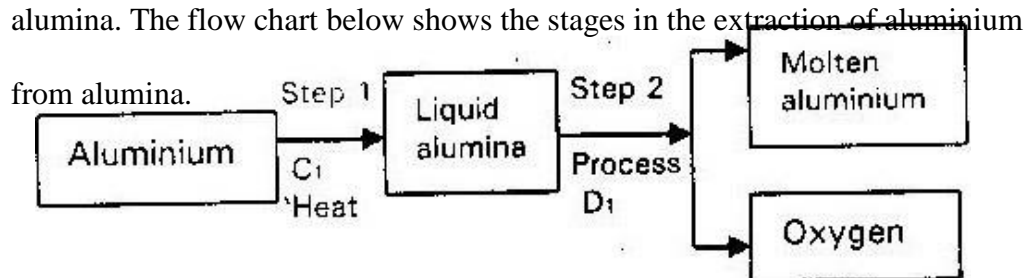 alumina. The flow chart below shows the stages in the extraction of aluminium
from alumina.
Aluminium
Step 1
C₁
'Heat
Liquid
alumina
Step 2
Process
D₁
Molten
aluminium
Oxygen